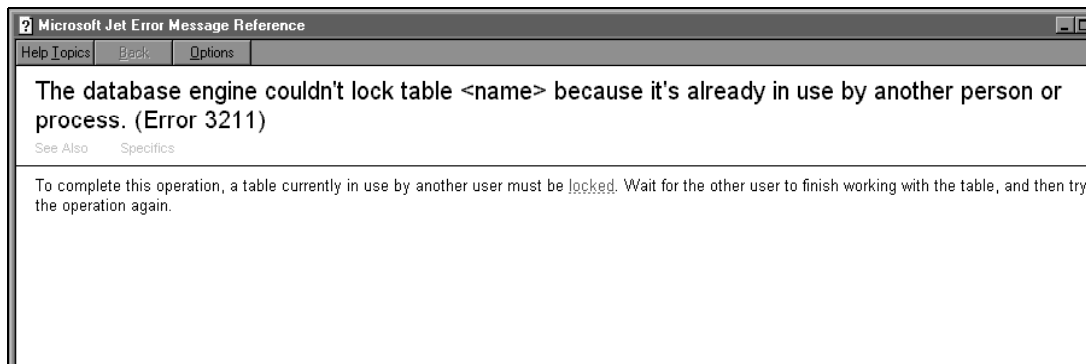 Microsoft Jet Error Message Reference
Help Topics Back Options
The database engine couldn't lock table <name> because it's already in use by another person or
process. (Error 3211)
See Also Specifics
To complete this operation, a table currently in use by another user must be locked. Wait for the other user to finish working with the table, and then try
the operation again.